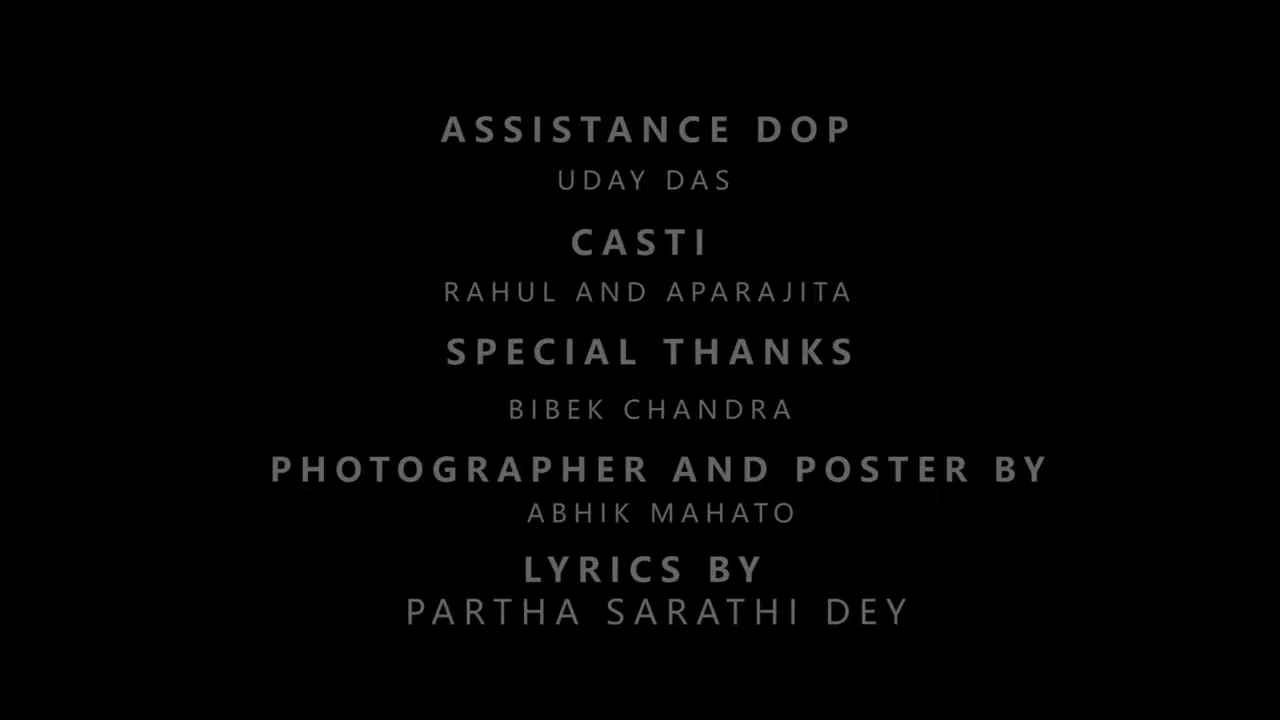 ASSISTANCE DOP
UDAY DAS
CASTI
RAHUL AND APARAJITA
SPECIAL THANKS
BIBEK CHANDRA
PHOTOGRAPHER AND POSTER BY
ABHIK MAHATO
LYRICS BY
PARTHA SARATHI DEY